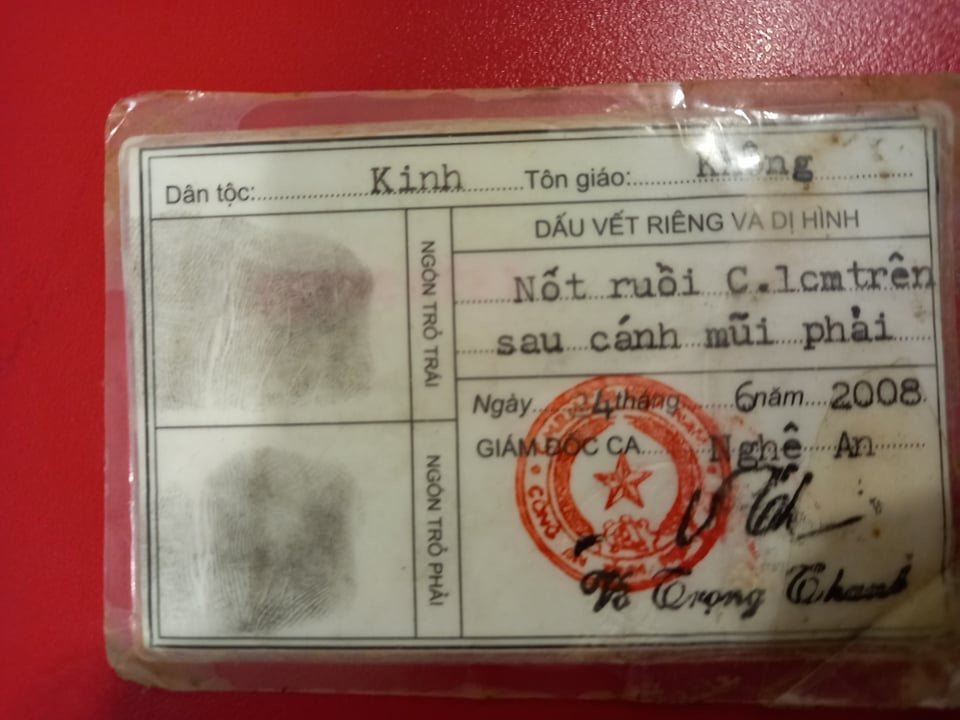 Dân tộc: Kinh Tôn giáo: Không
DẤU VẾT RIÊNG VÀ DỊ HÌNH
Nốt ruồi C.1cm trên
sau cánh mũi phải
NGÓN TRỎ TRÁI
NGÓN TRỎ PHẢI
Ngày 24 tháng 6 năm 2008
GIÁM ĐỐC CA Nghệ An
CÔNG
Võ Trọng Thanh